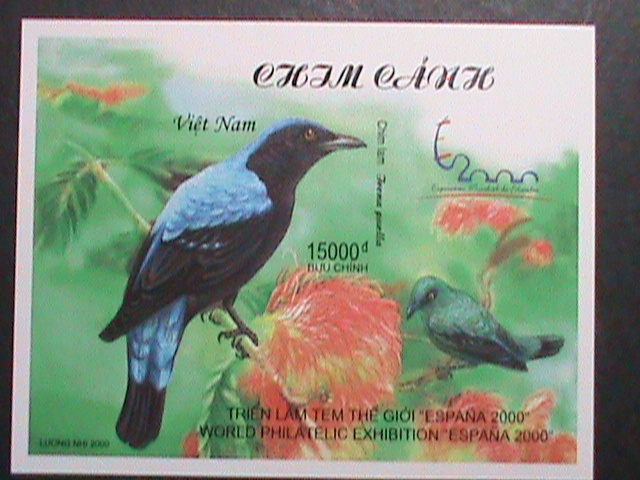 CHIM CẢNH
Việt Nam
Chim lam Irena puella
E2000
15000đ
BƯU CHÍNH
TRIỂN LÃM TEM THẾ GIỚI "ESPAÑA 2000"
WORLD PHILATELIC EXHIBITION "ESPAÑA 2000"
LUONG NHI 2000